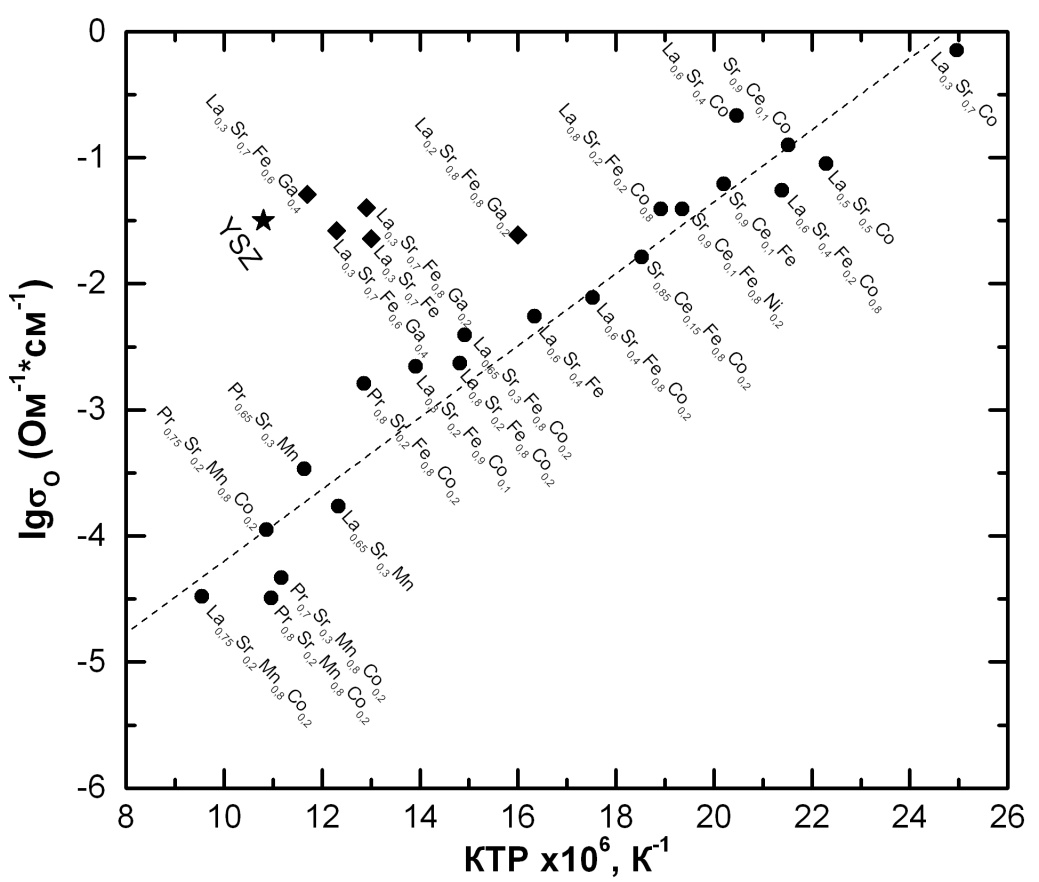 0
-1
-2
-3
-4
-5
-6
8 10 12 14 16 18 20 22 24 26
lgσO (Ом-1*см-1)
КТР x10⁶, К⁻¹
YSZ
La0,3Sr0,7Fe0,6Ga0,4
La0,3Sr0,7Fe0,8Ga0,2
La0,3Sr0,7Fe
La0,3Sr0,7Fe0,6Ga0,4
La0,2Sr0,8Fe0,8Ga0,2
La0,8Sr0,2Fe0,2Co0,8
La0,6Sr0,4Co
Sr0,9Ce0,1Co
La0,3Sr0,7Co
La0,5Sr0,5Co
La0,6Sr0,4Fe0,2Co0,8
Sr0,9Ce0,1Fe
Sr0,9Ce0,1Fe0,8Ni0,2
Sr0,85Ce0,15Fe0,8Co0,2
La0,6Sr0,4Fe0,8Co0,2
La0,6Sr0,4Fe
La0,65Sr0,3Fe0,8Co0,2
La0,8Sr0,2Fe0,8Co0,2
Sr0,2Fe0,9Co0,1
Pr0,8Sr0,2Fe0,8Co0,2
Pr0,65Sr0,3Mn
Pr0,75Sr0,2Mn0,8Co0,2
La0,65Sr0,3Mn
Pr0,7Sr0,3Mn0,8Co0,2
Pr0,8Sr0,2Mn0,8Co0,2
La0,75Sr0,2Mn0,8Co0,2